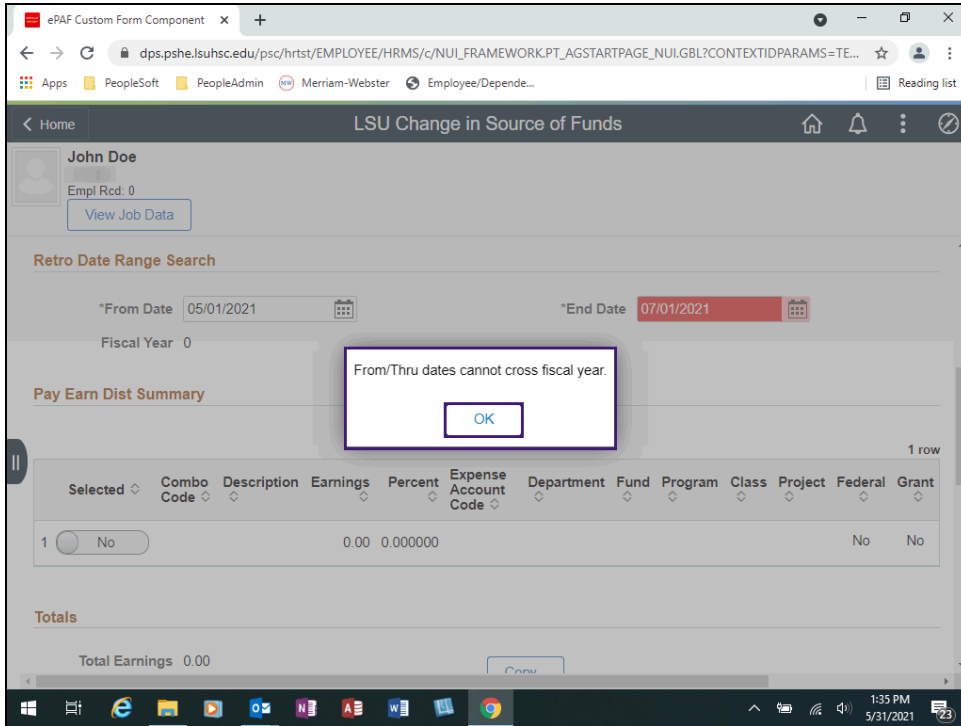 ePAF Custom Form Component
dps.pshe.lsuhsc.edu/psc/hrtst/EMPLOYEE/HRMS/c/NUI_FRAMEWORK.PT_AGSTARTPAGE_NUI.GBL?CONTEXTIDPARAMS=TE...
Apps PeopleSoft PeopleAdmin Merriam-Webster Employee/Depende... Reading list
Home LSU Change in Source of Funds
John Doe
Empl Rcd: 0
View Job Data
Retro Date Range Search
*From Date 05/01/2021 *End Date 07/01/2021
Fiscal Year 0
From/Thru dates cannot cross fiscal year.
OK
Pay Earn Dist Summary
1 row
Selected Combo Code Description Earnings Percent Expense Account Code Department Fund Program Class Project Federal Grant
1 No 0.00 0.000000 No No
Totals
Total Earnings 0.00
Copy
1:35 PM
5/31/2021
23